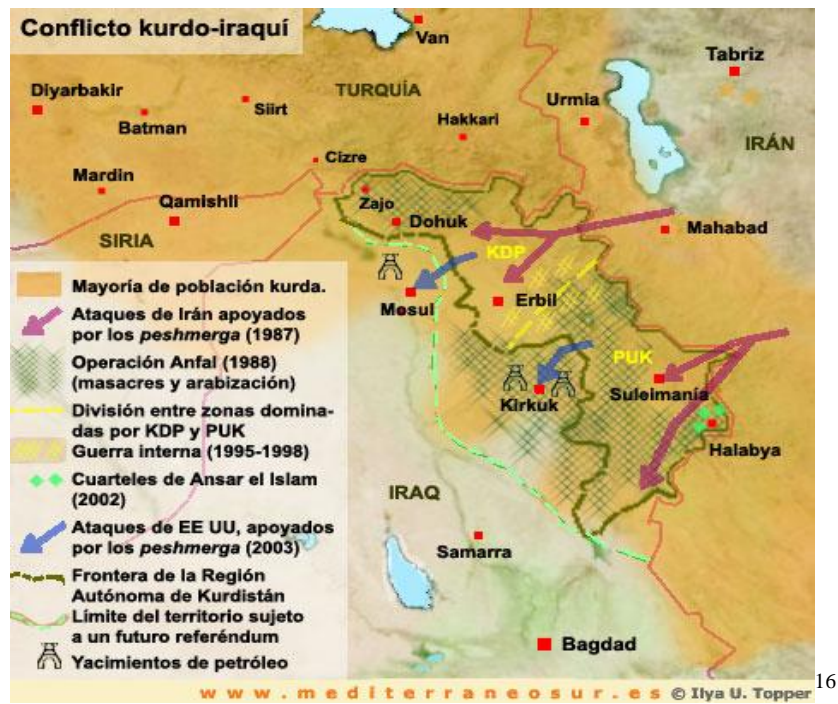 Conflicto kurdo-iraquí
Van
Tabriz
Diyarbakir
TURQUÍA
Urmia
Siirt
Batman
Hakkari
IRÁN
Cizre
Mardin
Zajo
Qamishli
Dohuk
Mahabad
SIRIA
KDP
Mosul
Erbil
PUK
Kirkuk
Suleimanía
Halabya
IRAQ
Samarra
Bagdad
Mayoría de población kurda.
Ataques de Irán apoyados
por los peshmerga (1987)
Operación Anfal (1988)
(masacres y arabización)
División entre zonas domina-
das por KDP y PUK
Guerra interna (1995-1998)
Cuarteles de Ansar el Islam
(2002)
Ataques de EE UU, apoyados
por los peshmerga (2003)
Frontera de la Región
Autónoma de Kurdistán
Límite del territorio sujeto
a un futuro referéndum
Yacimientos de petróleo
www.mediterraneosur.es © Ilya U. Topper
16